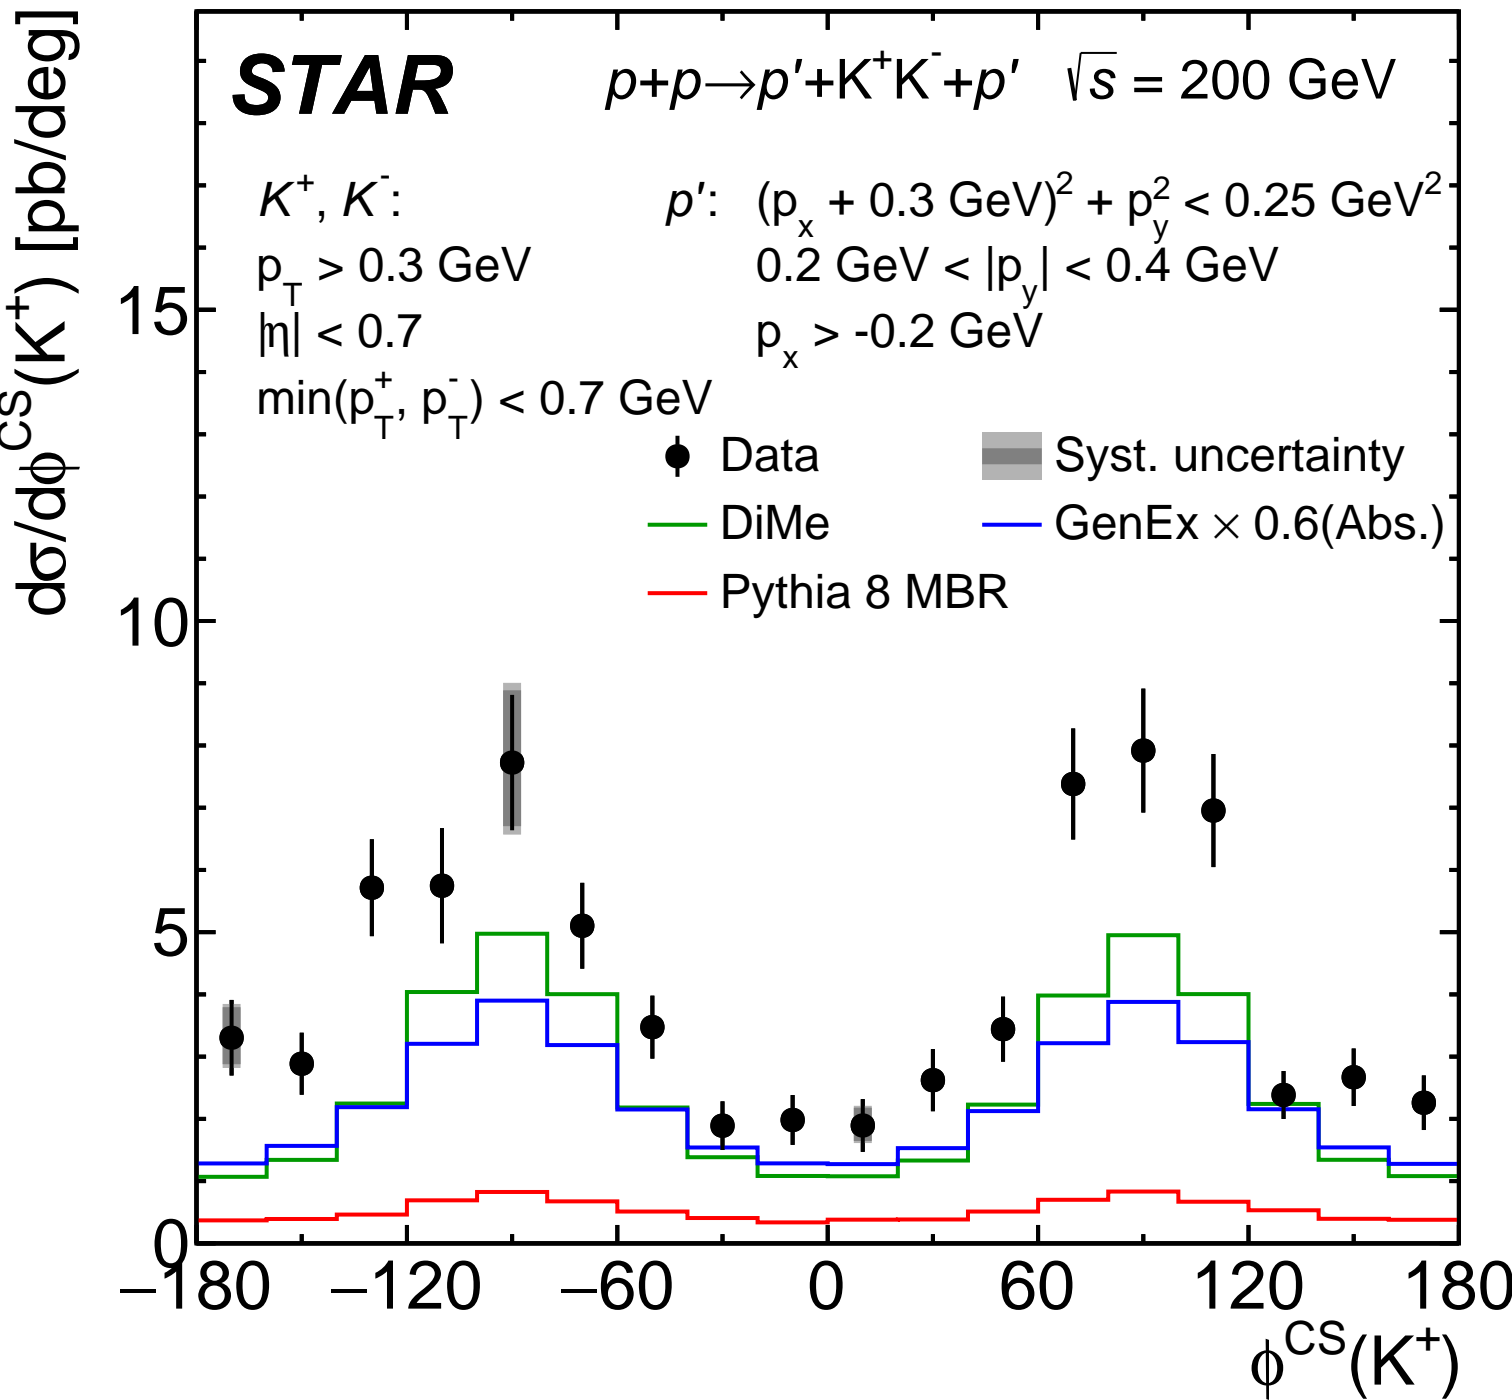 STAR p+p→p′+K⁺K⁻+p′ √s = 200 GeV
K⁺, K⁻: p′: (pₓ + 0.3 GeV)² + p_y² < 0.25 GeV²
p_T > 0.3 GeV 0.2 GeV < |p_y| < 0.4 GeV
|η| < 0.7 pₓ > -0.2 GeV
min(p_T⁺, p_T⁻) < 0.7 GeV
Data Syst. uncertainty
DiMe GenEx × 0.6(Abs.)
Pythia 8 MBR
dσ/dϕ^CS(K⁺) [pb/deg]
15
10
5
0
−180 −120 −60 0 60 120 180
ϕ^CS(K⁺)